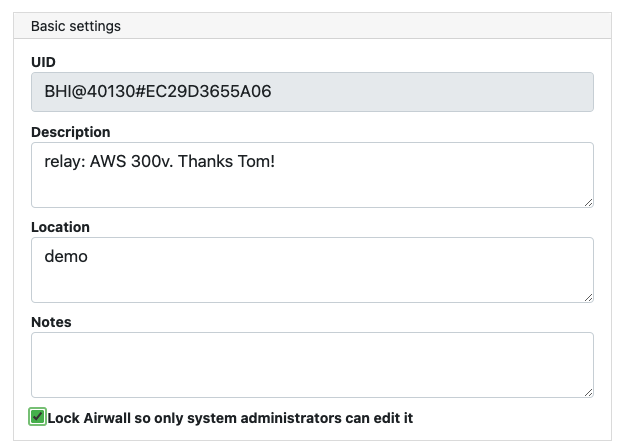 Basic settings
UID
BHI@40130#EC29D3655A06
Description
relay: AWS 300v. Thanks Tom!
Location
demo
Notes
Lock Airwall so only system administrators can edit it